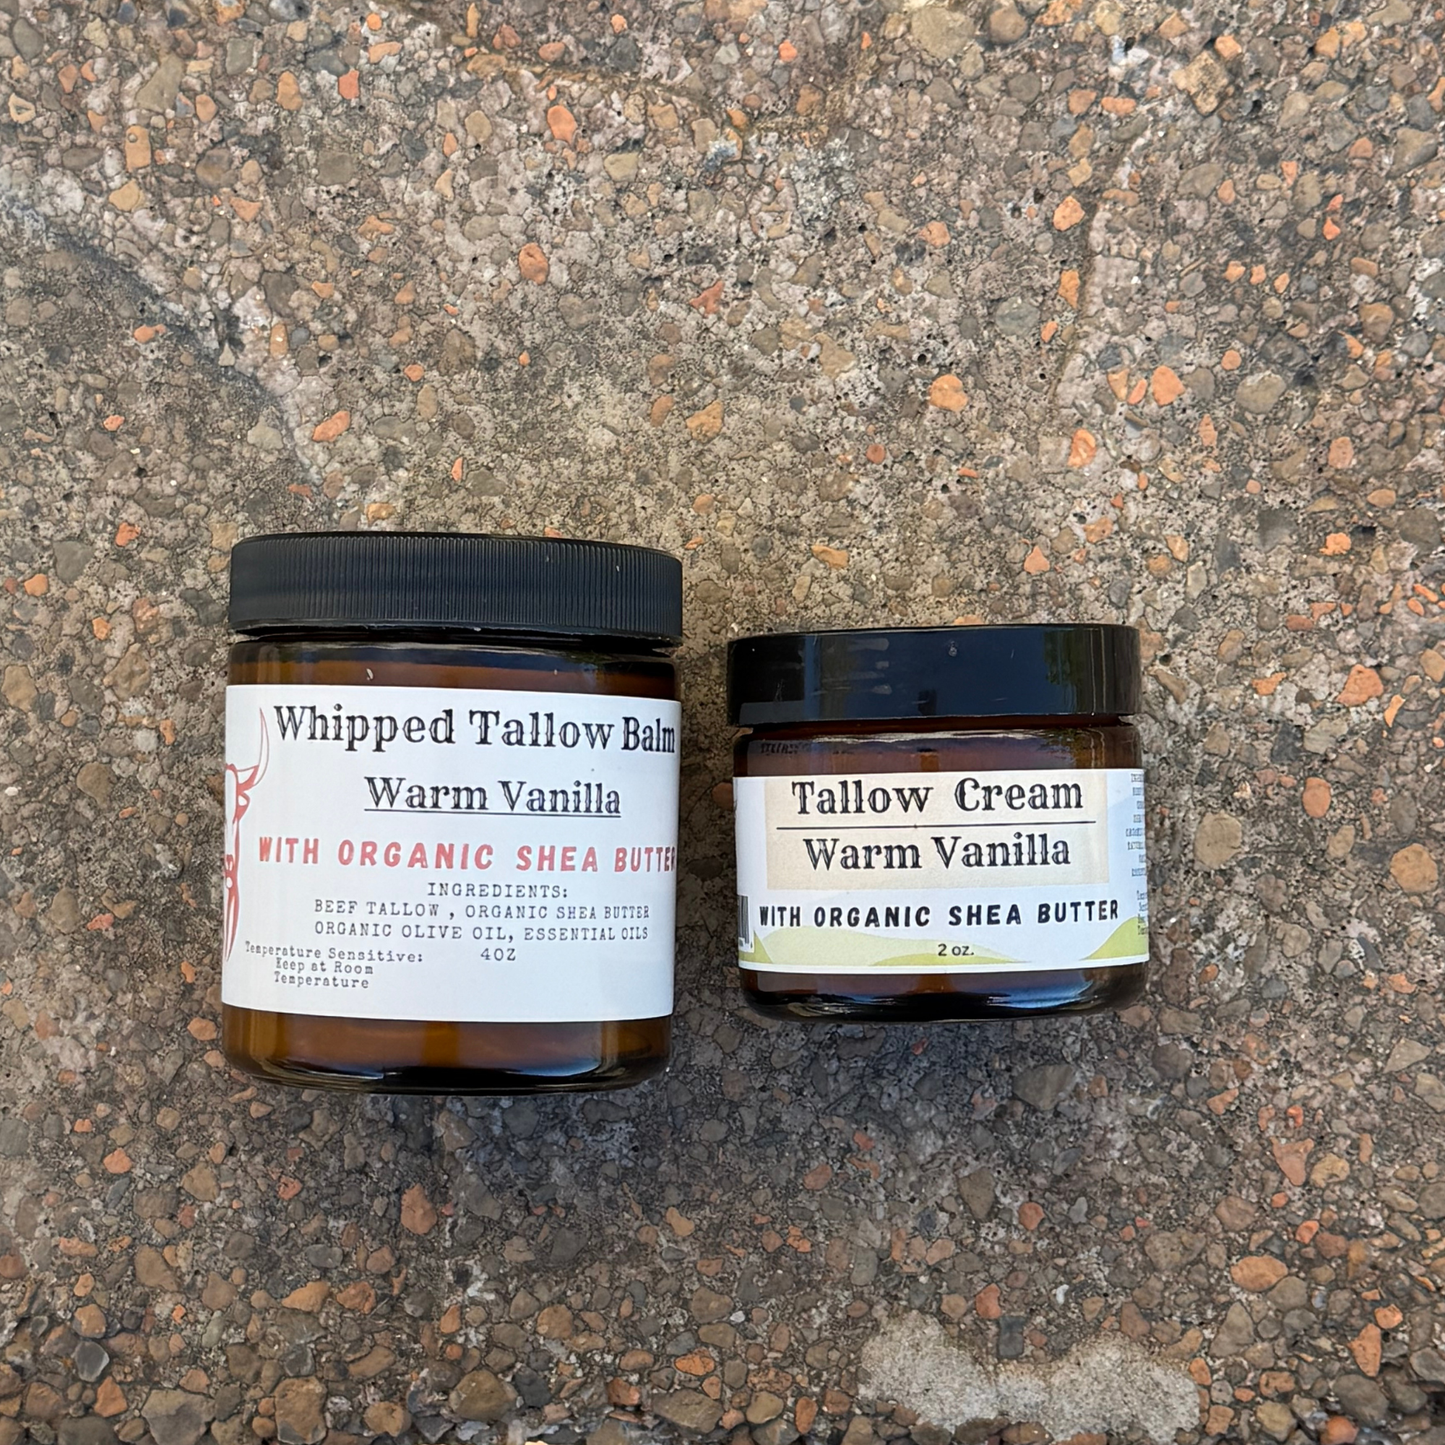 Whipped Tallow Balm
Warm Vanilla
WITH ORGANIC SHEA BUTTER
INGREDIENTS:
BEEF TALLOW , ORGANIC SHEA BUTTER
ORGANIC OLIVE OIL, ESSENTIAL OILS
4OZ
Temperature Sensitive:
Keep at Room
Temperature
Tallow Cream
Warm Vanilla
WITH ORGANIC SHEA BUTTER
2 oz.